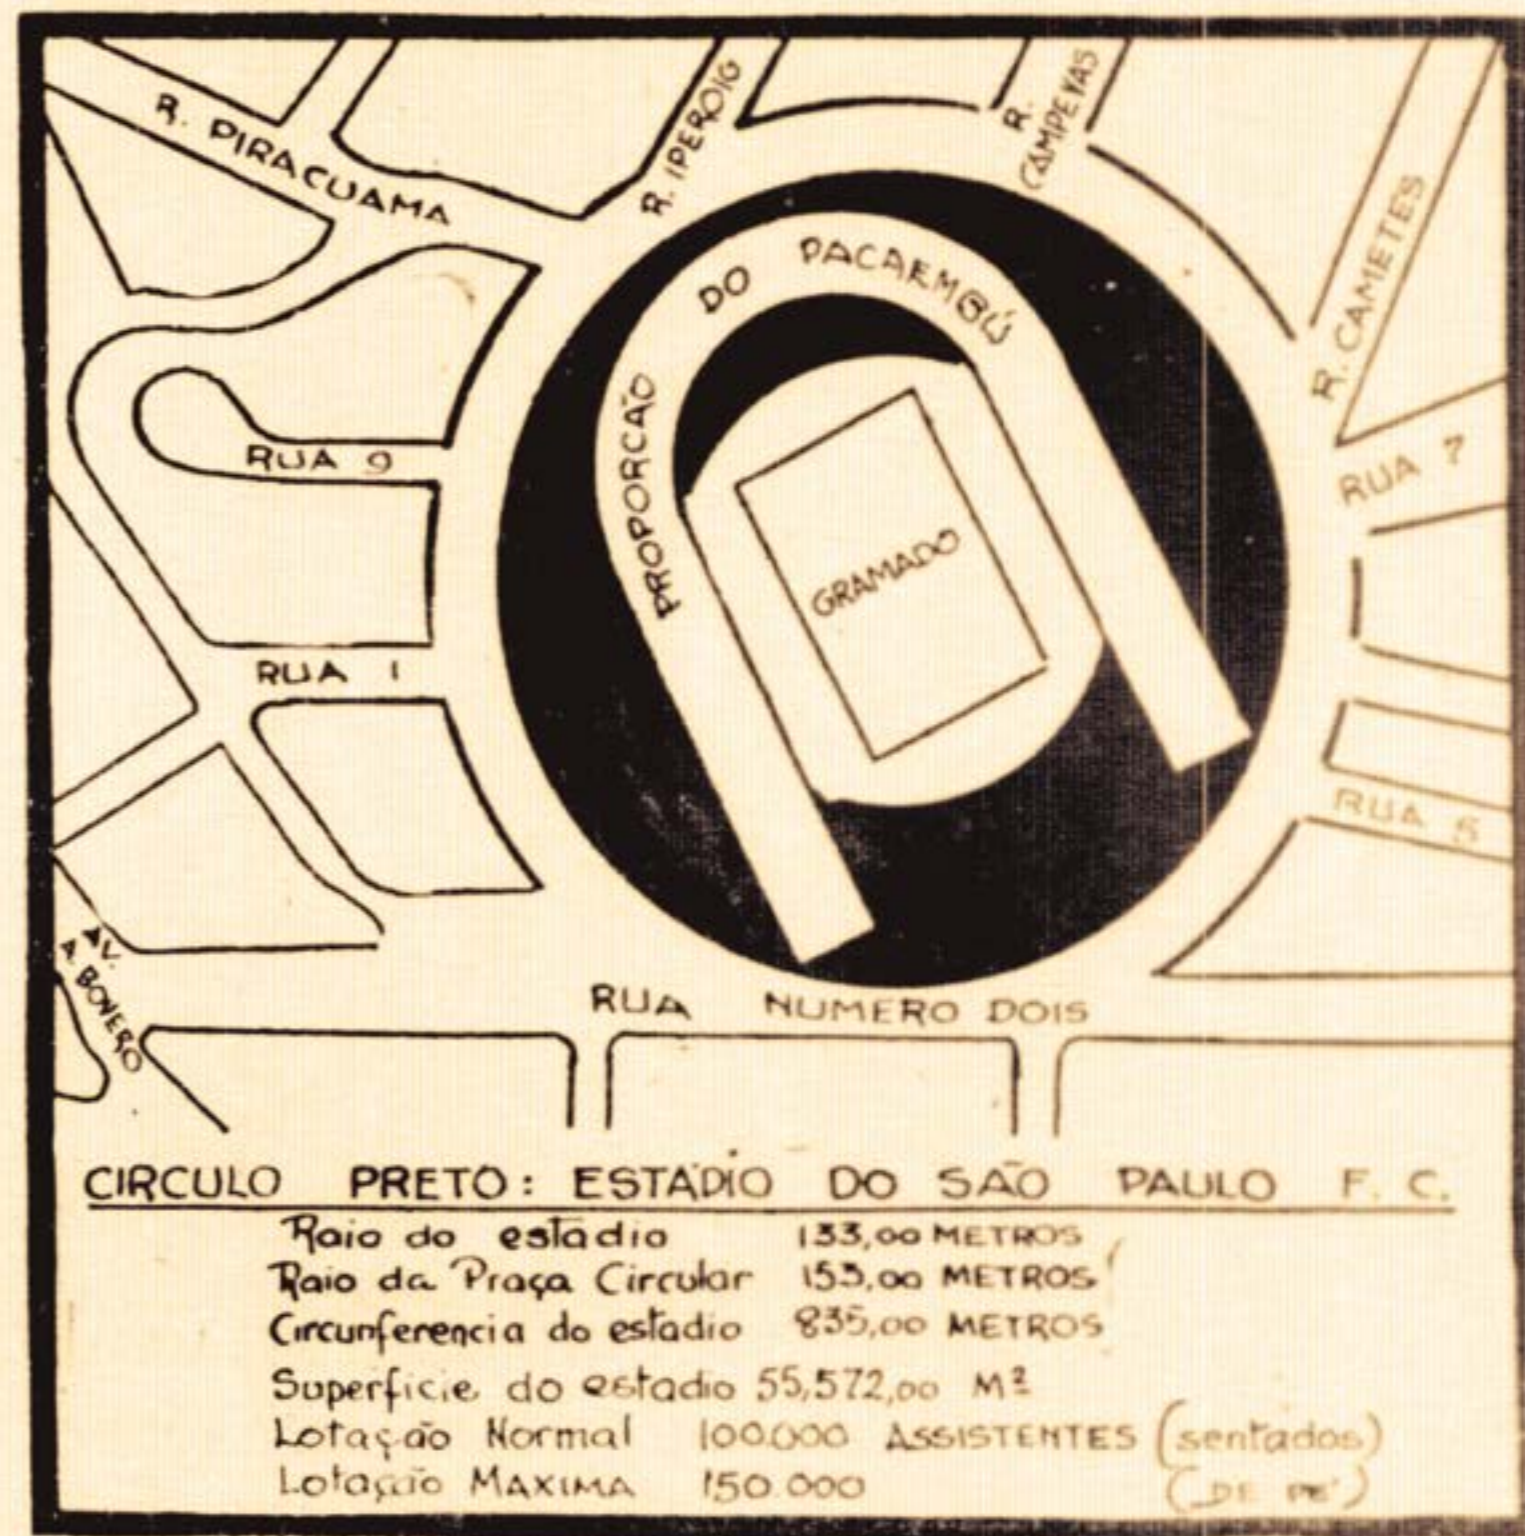 R. PIRACUAMA
R. IPEROIG
R. CAMPEVAS
R. CAMETES
PROPORCÃO DO PACAEMBÚ
GRAMADO
RUA 9
RUA 7
RUA 1
RUA 5
AV. A. BOVERO
RUA NUMERO DOIS
CIRCULO PRETO: ESTÁDIO DO SÃO PAULO F. C.
Raio do estádio 133,00 METROS
Raio da Praça Circular 153,00 METROS
Circunferencia do estadio 835,00 METROS
Superficie do estadio 55,572,00 M²
Lotação Normal 100.000 ASSISTENTES (sentados)
Lotação MAXIMA 150.000 (DE PE')